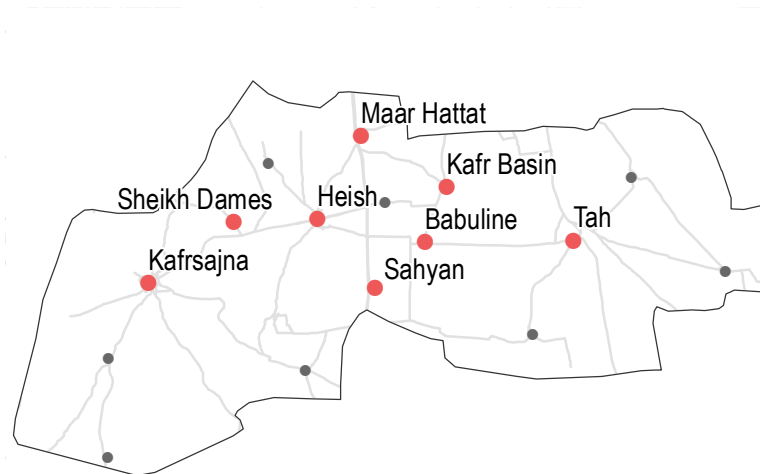 Maar Hattat
Kafr Basin
Sheikh Dames
Heish
Babuline
Tah
Kafrsajna
Sahyan